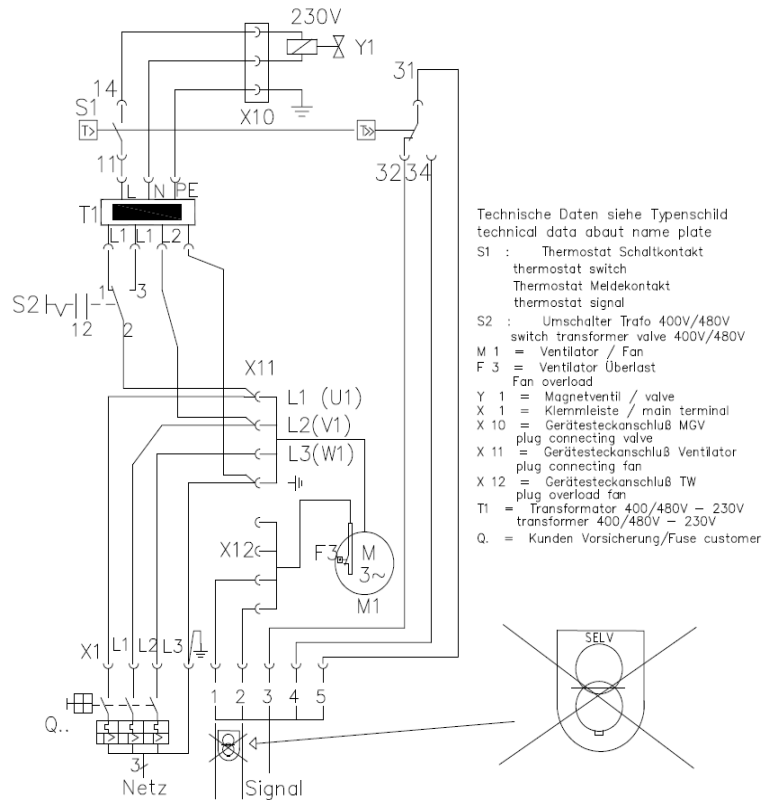 230V
Y1
14
S1
T>
X10
31
T≫
11
32 34
L N PE
T1
L1 L1 L2
1 3
S2
12
2
X11
L1 (U1)
L2(V1)
L3(W1)
X12
F3
M
3~
M1
X1 L1 L2 L3
1 2 3 4 5
Q..
3
Netz
Signal
Technische Daten siehe Typenschild
technical data abaut name plate
S1 : Thermostat Schaltkontakt
thermostat switch
Thermostat Meldekontakt
thermostat signal
S2 : Umschalter Trafo 400V/480V
switch transformer valve 400V/480V
M 1 = Ventilator / Fan
F 3 = Ventilator Überlast
Fan overload
Y 1 = Magnetventil / valve
X 1 = Klemmleiste / main terminal
X 10 = Gerätesteckanschluß MGV
plug connecting valve
X 11 = Gerätesteckanschluß Ventilator
plug connecting fan
X 12 = Gerätesteckanschluß TW
plug overload fan
T1 = Transformator 400/480V – 230V
transformer 400/480V – 230V
Q. = Kunden Vorsicherung/Fuse customer
SELV